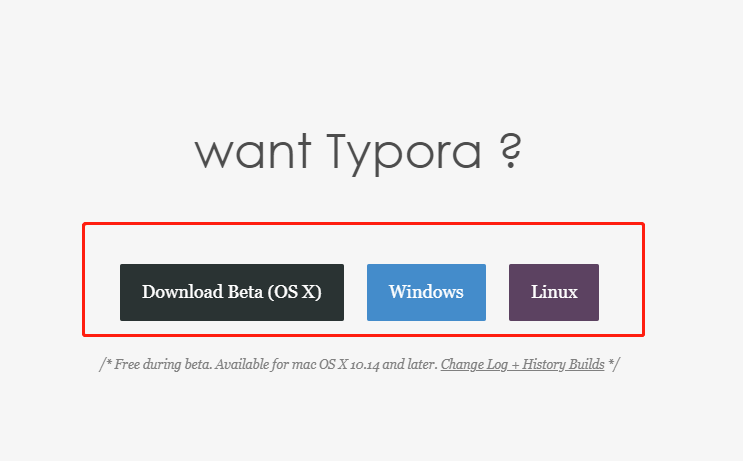 want Typora ?
Download Beta (OS X) Windows Linux
/* Free during beta. Available for mac OS X 10.14 and later. Change Log + History Builds */